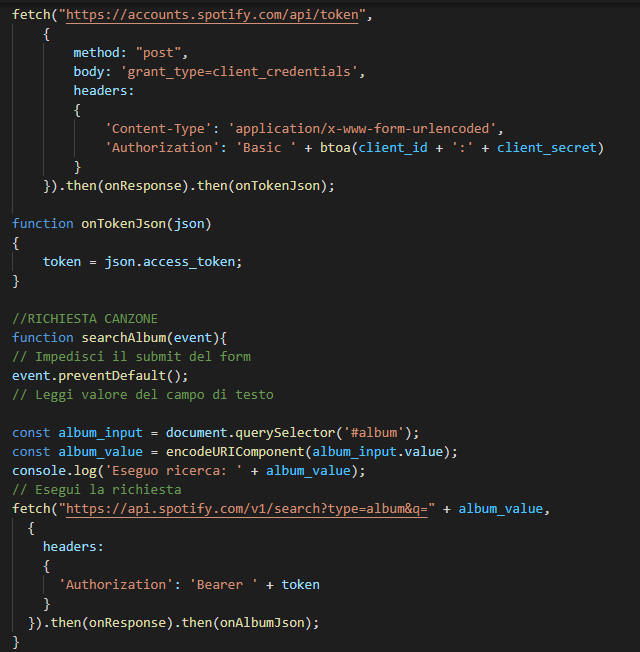 fetch("https://accounts.spotify.com/api/token",
{
method: "post",
body: 'grant_type=client_credentials',
headers:
{
'Content-Type': 'application/x-www-form-urlencoded',
'Authorization': 'Basic ' + btoa(client_id + ':' + client_secret)
}
}).then(onResponse).then(onTokenJson);
function onTokenJson(json)
{
token = json.access_token;
}
//RICHIESTA CANZONE
function searchAlbum(event){
// Impedisci il submit del form
event.preventDefault();
// Leggi valore del campo di testo
const album_input = document.querySelector('#album');
const album_value = encodeURIComponent(album_input.value);
console.log('Eseguo ricerca: ' + album_value);
// Esegui la richiesta
fetch("https://api.spotify.com/v1/search?type=album&q=" + album_value,
{
headers:
{
'Authorization': 'Bearer ' + token
}
}).then(onResponse).then(onAlbumJson);
}